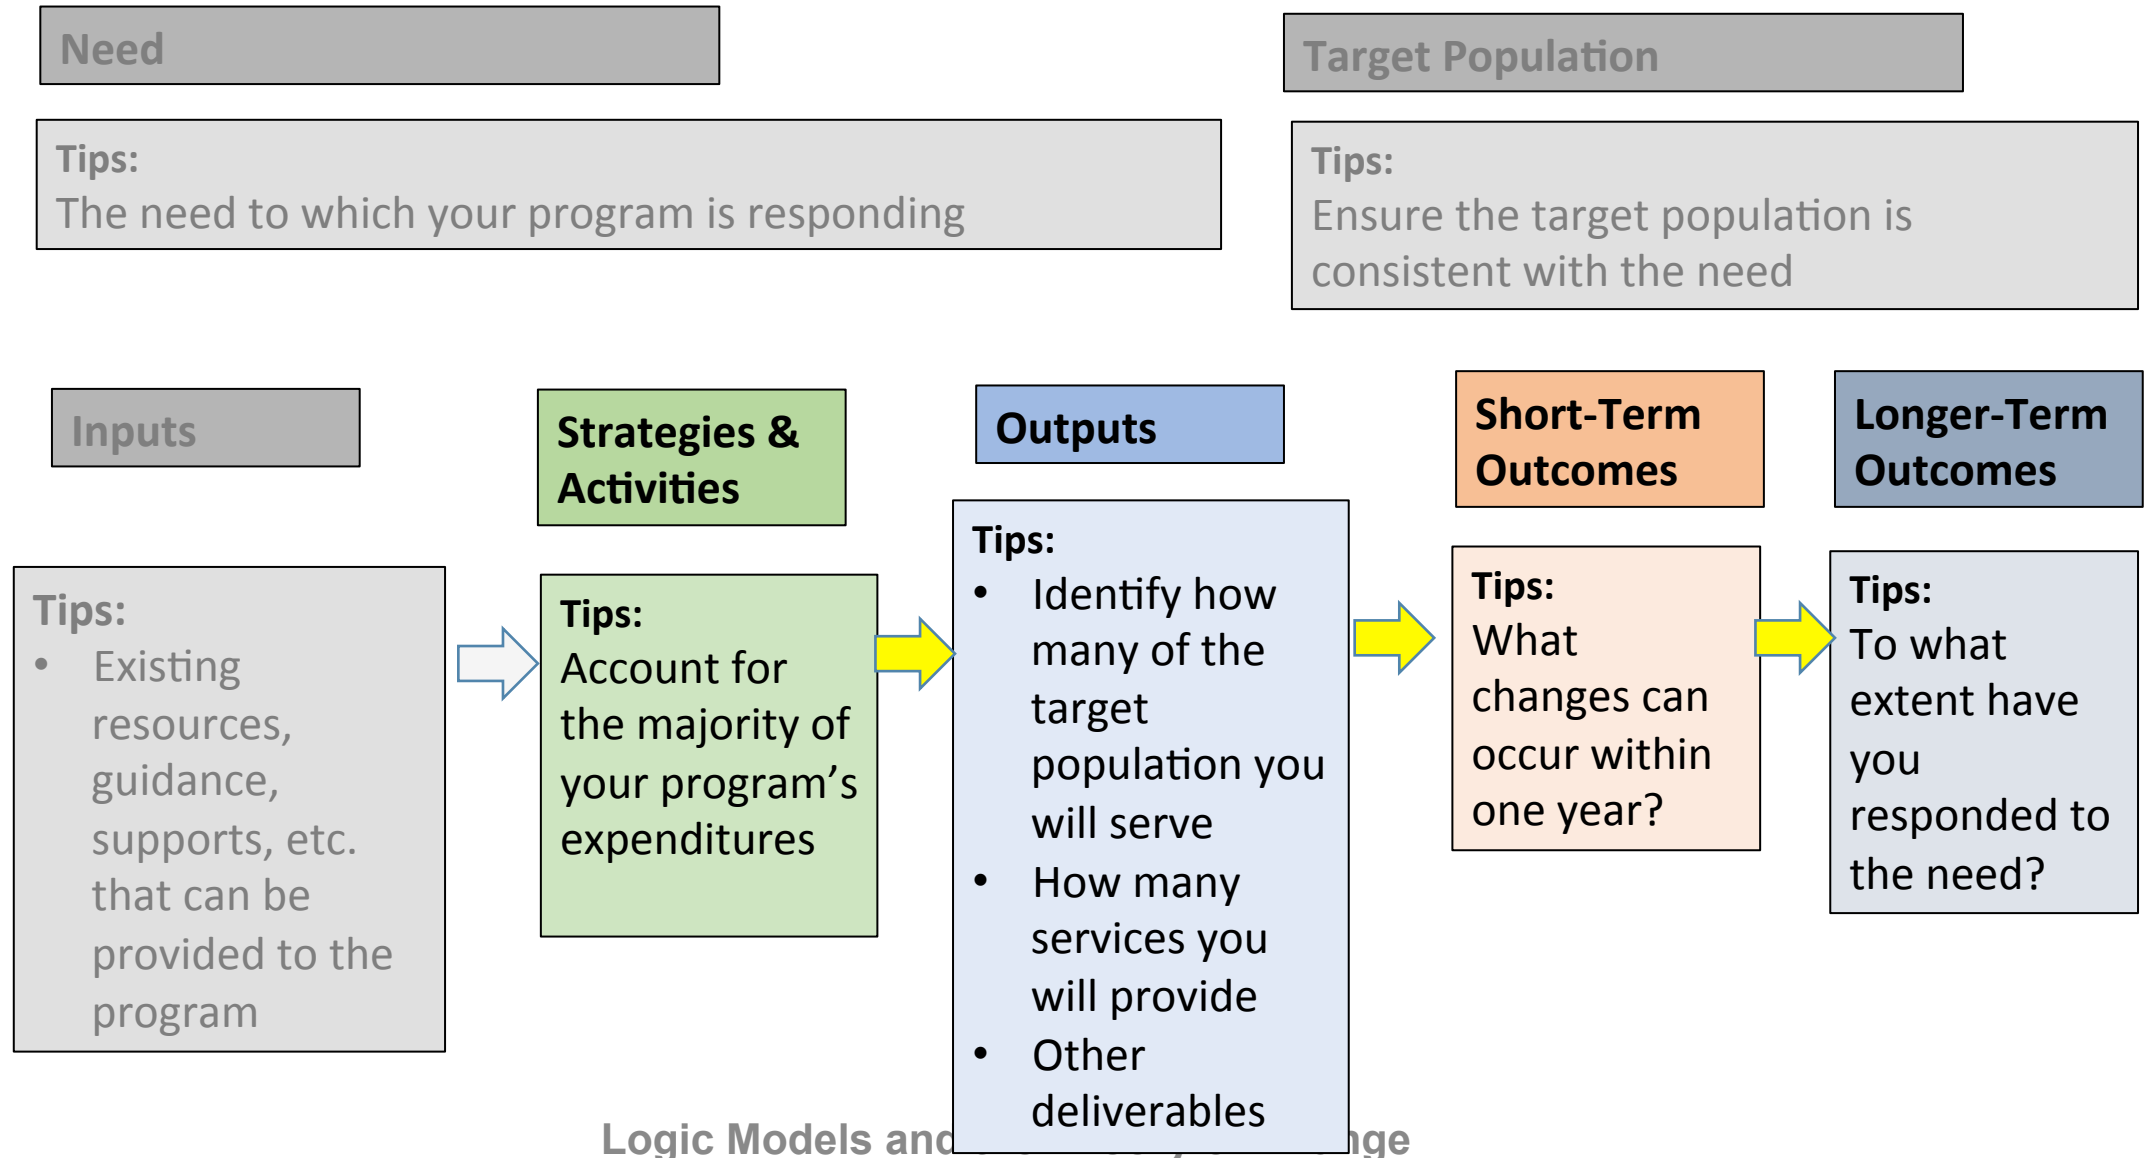 Need
Target Population
Tips:
The need to which your program is responding
Tips:
Ensure the target population is
consistent with the need
Inputs
Strategies &
Activities
Outputs
Short-Term
Outcomes
Longer-Term
Outcomes
Tips:
• Existing
resources,
guidance,
supports, etc.
that can be
provided to the
program
Tips:
Account for
the majority of
your program’s
expenditures
Tips:
• Identify how
many of the
target
population you
will serve
• How many
services you
will provide
• Other
deliverables
Tips:
What
changes can
occur within
one year?
Tips:
To what
extent have
you
responded to
the need?
Logic Models and